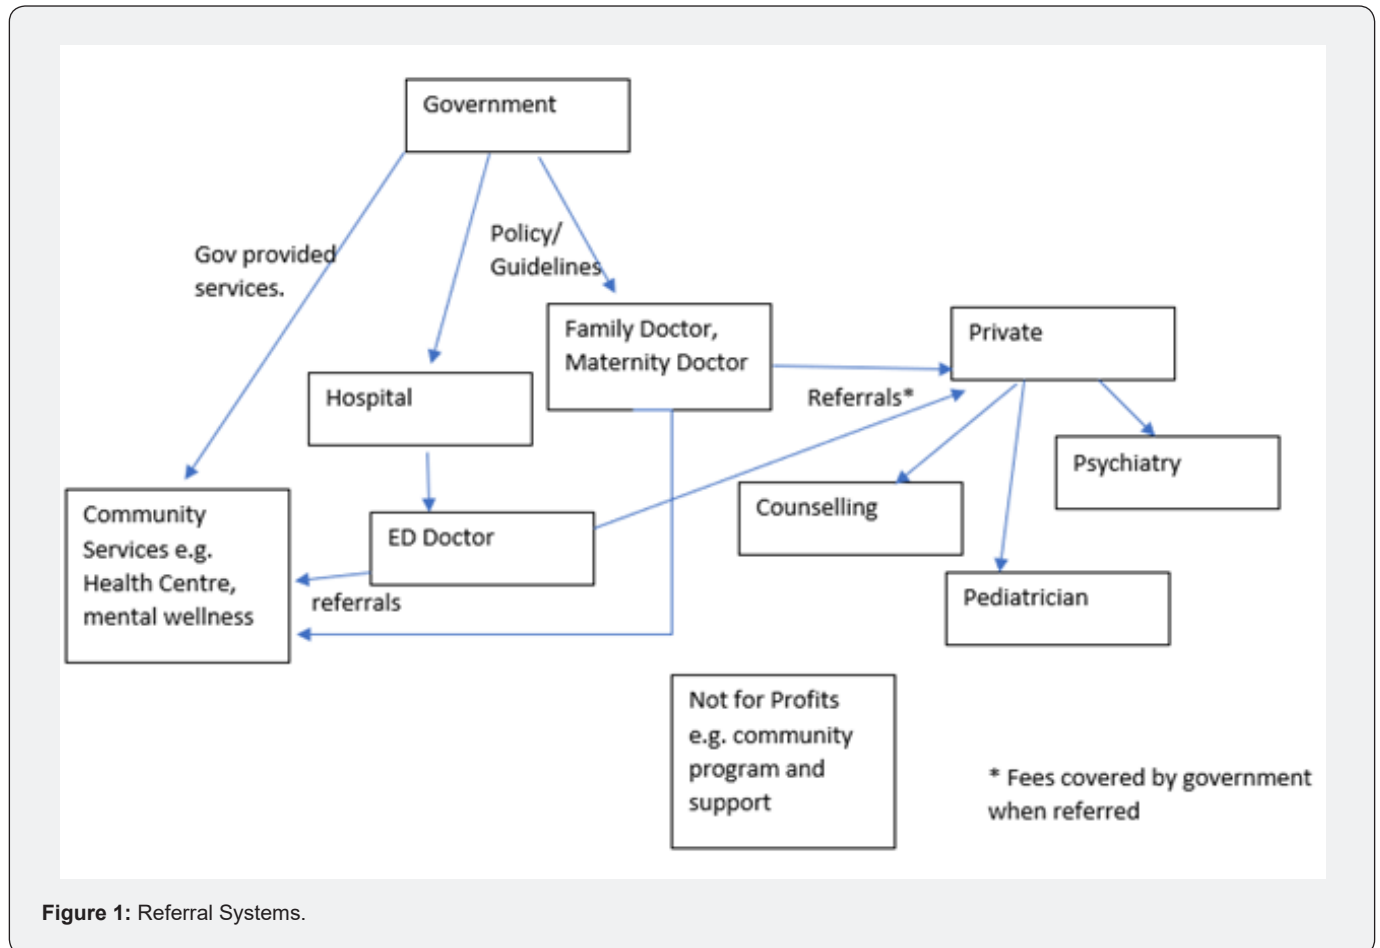 Government
Gov provided
services.
Policy/
Guidelines
Family Doctor,
Maternity Doctor
Private
Hospital
Referrals*
Psychiatry
Counselling
Community
Services e.g.
Health Centre,
mental wellness
ED Doctor
referrals
Pediatrician
Not for Profits
e.g. community
program and
support
* Fees covered by government
when referred
Figure 1: Referral Systems.